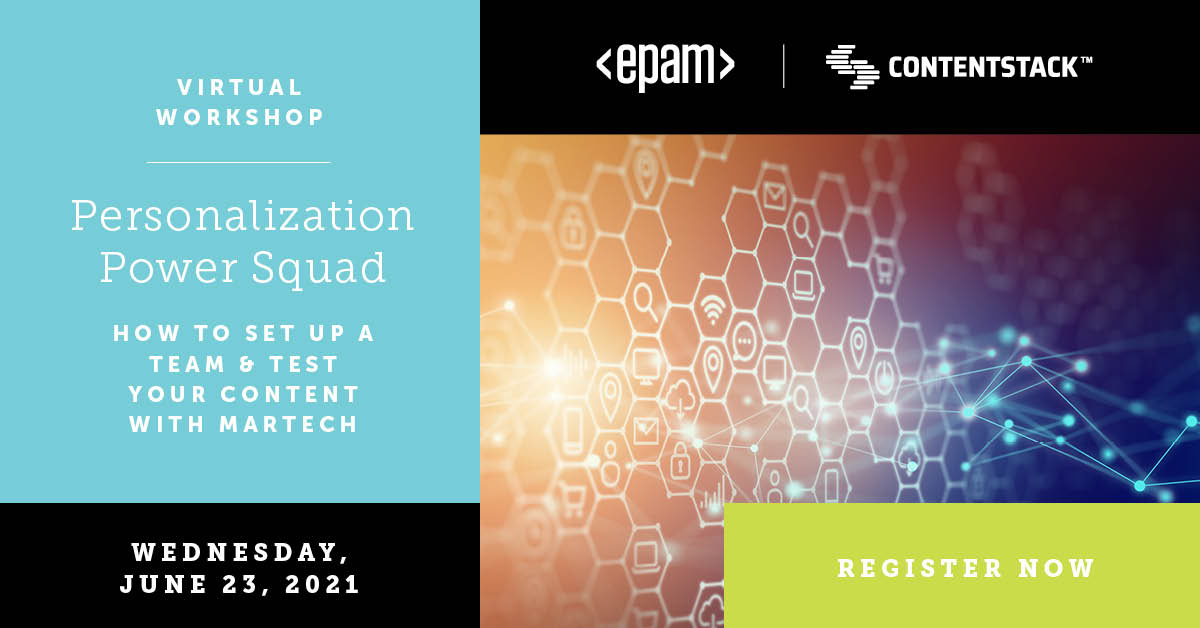 VIRTUAL
WORKSHOP
Personalization
Power Squad
HOW TO SET UP A
TEAM & TEST
YOUR CONTENT
WITH MARTECH
WEDNESDAY,
JUNE 23, 2021
<epam>
CONTENTSTACK™
REGISTER NOW